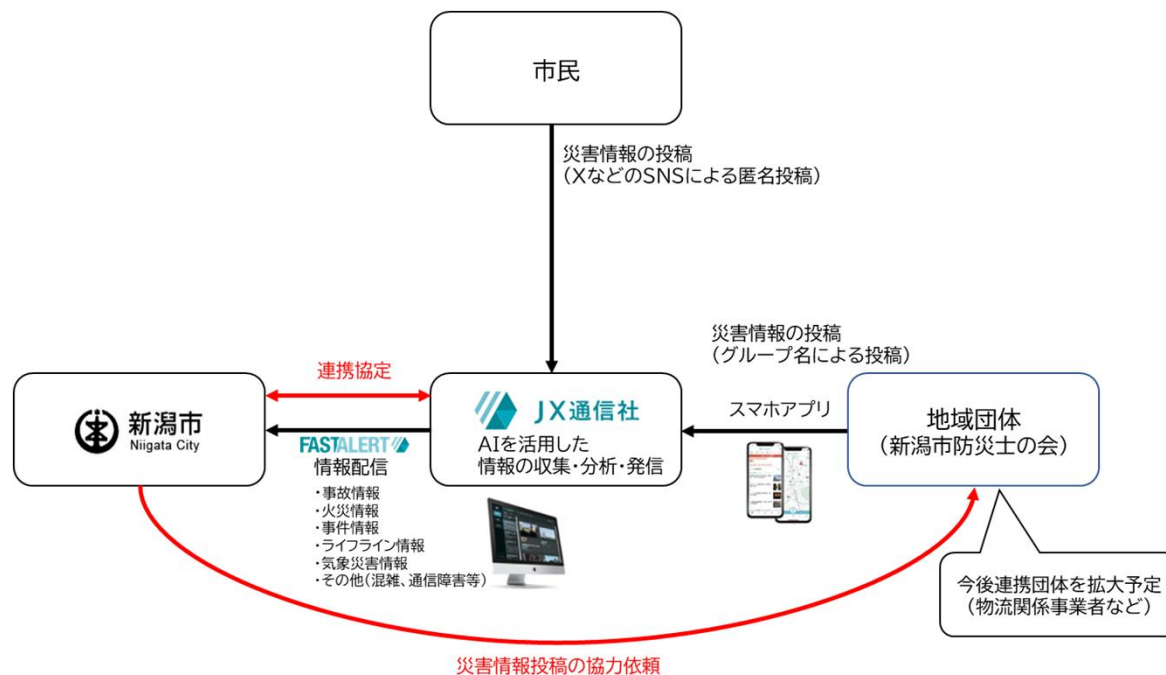 市民
災害情報の投稿
（XなどのSNSによる匿名投稿）
災害情報の投稿
（グループ名による投稿）
連携協定
新潟市
Niigata City
JX通信社
AIを活用した
情報の収集・分析・発信
スマホアプリ
地域団体
（新潟市防災士の会）
FASTALERT
情報配信
・事故情報
・火災情報
・事件情報
・ライフライン情報
・気象災害情報
・その他（混雑、通信障害等）
今後連携団体を拡大予定
（物流関係事業者など）
災害情報投稿の協力依頼